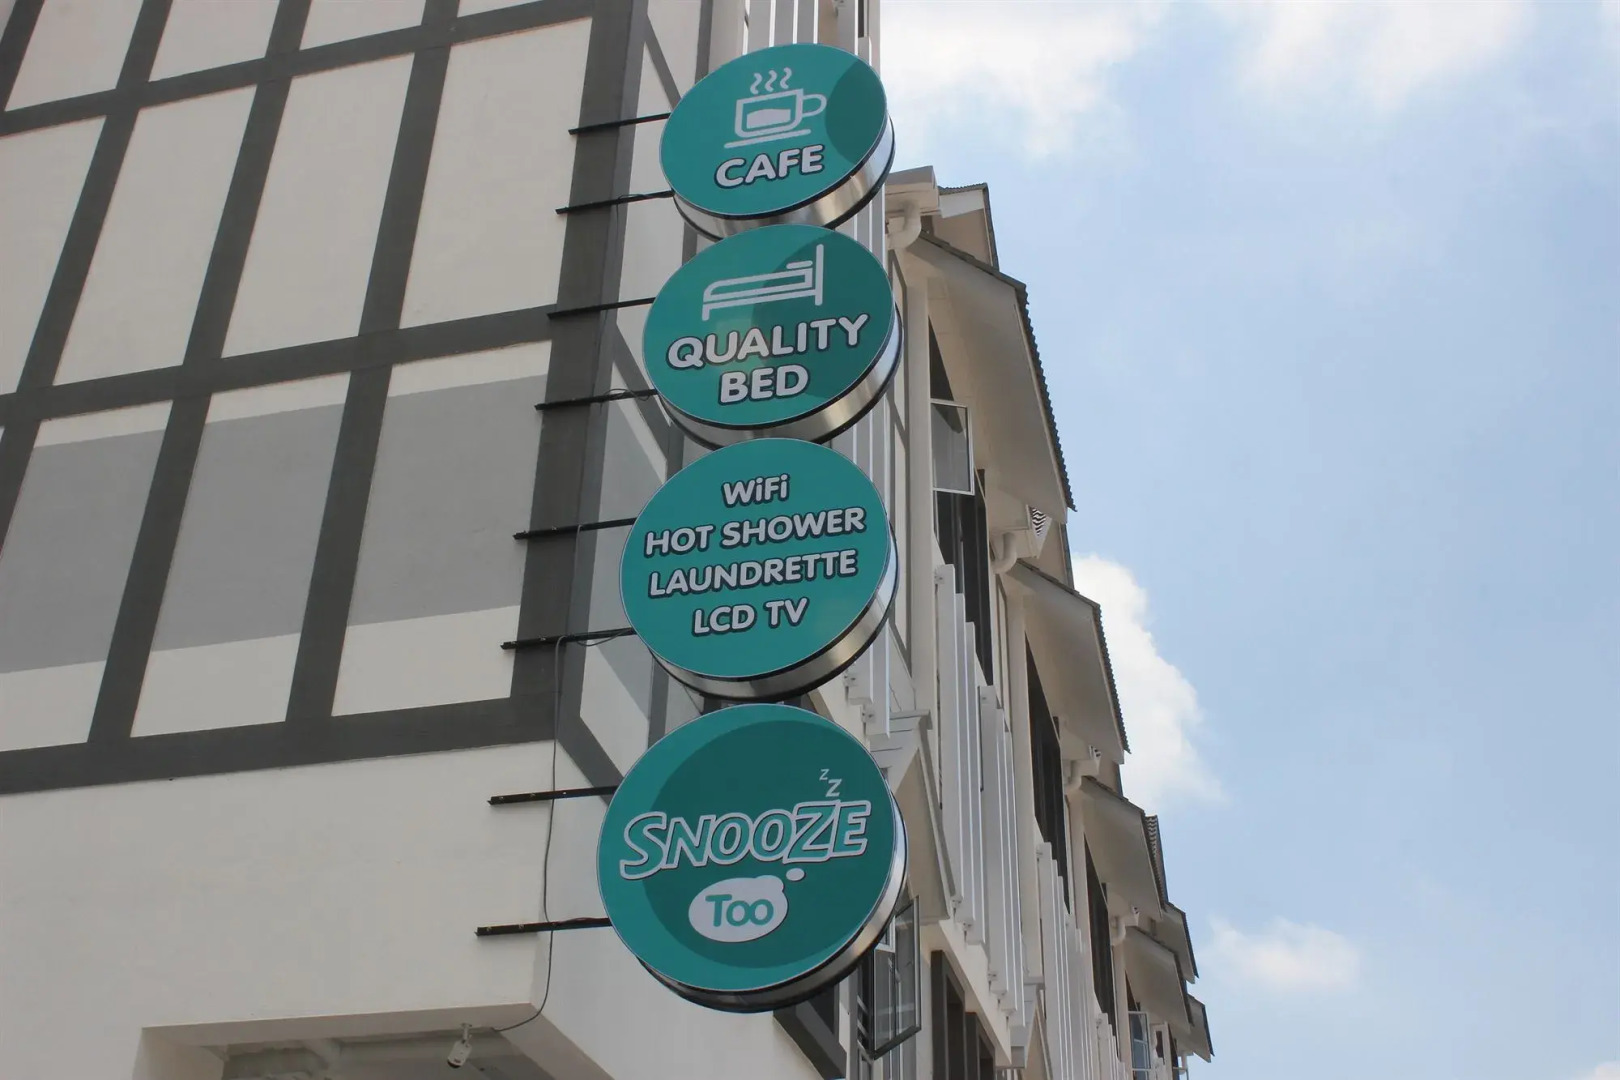 CAFE
QUALITY
BED
WiFi
HOT SHOWER
LAUNDRETTE
LCD TV
zz
SNOOZE
Too